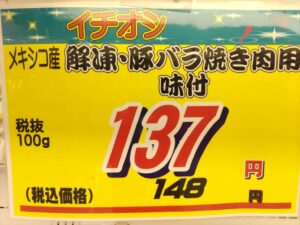 イチオシ
メキシコ産 解凍・豚バラ焼き肉用
味付
税抜
100g
137 円
(税込価格) 148 円